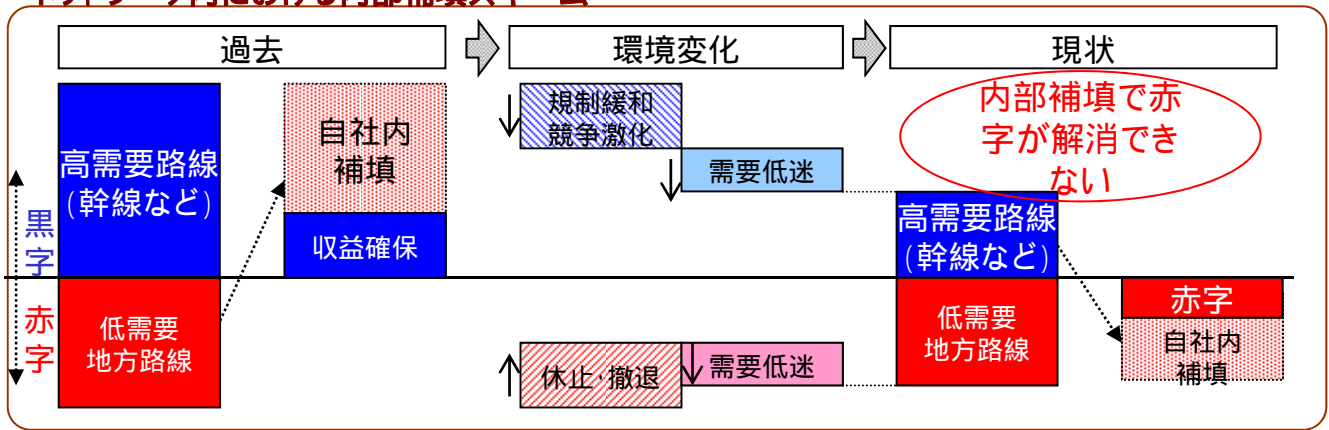 過去
環境変化
現状
高需要路線
(幹線など)
自社内
補填
収益確保
黒
字
赤
字
低需要
地方路線
規制緩和
競争激化
需要低迷
休止・撤退
需要低迷
内部補填で赤
字が解消でき
ない
高需要路線
(幹線など)
低需要
地方路線
赤字
自社内
補填